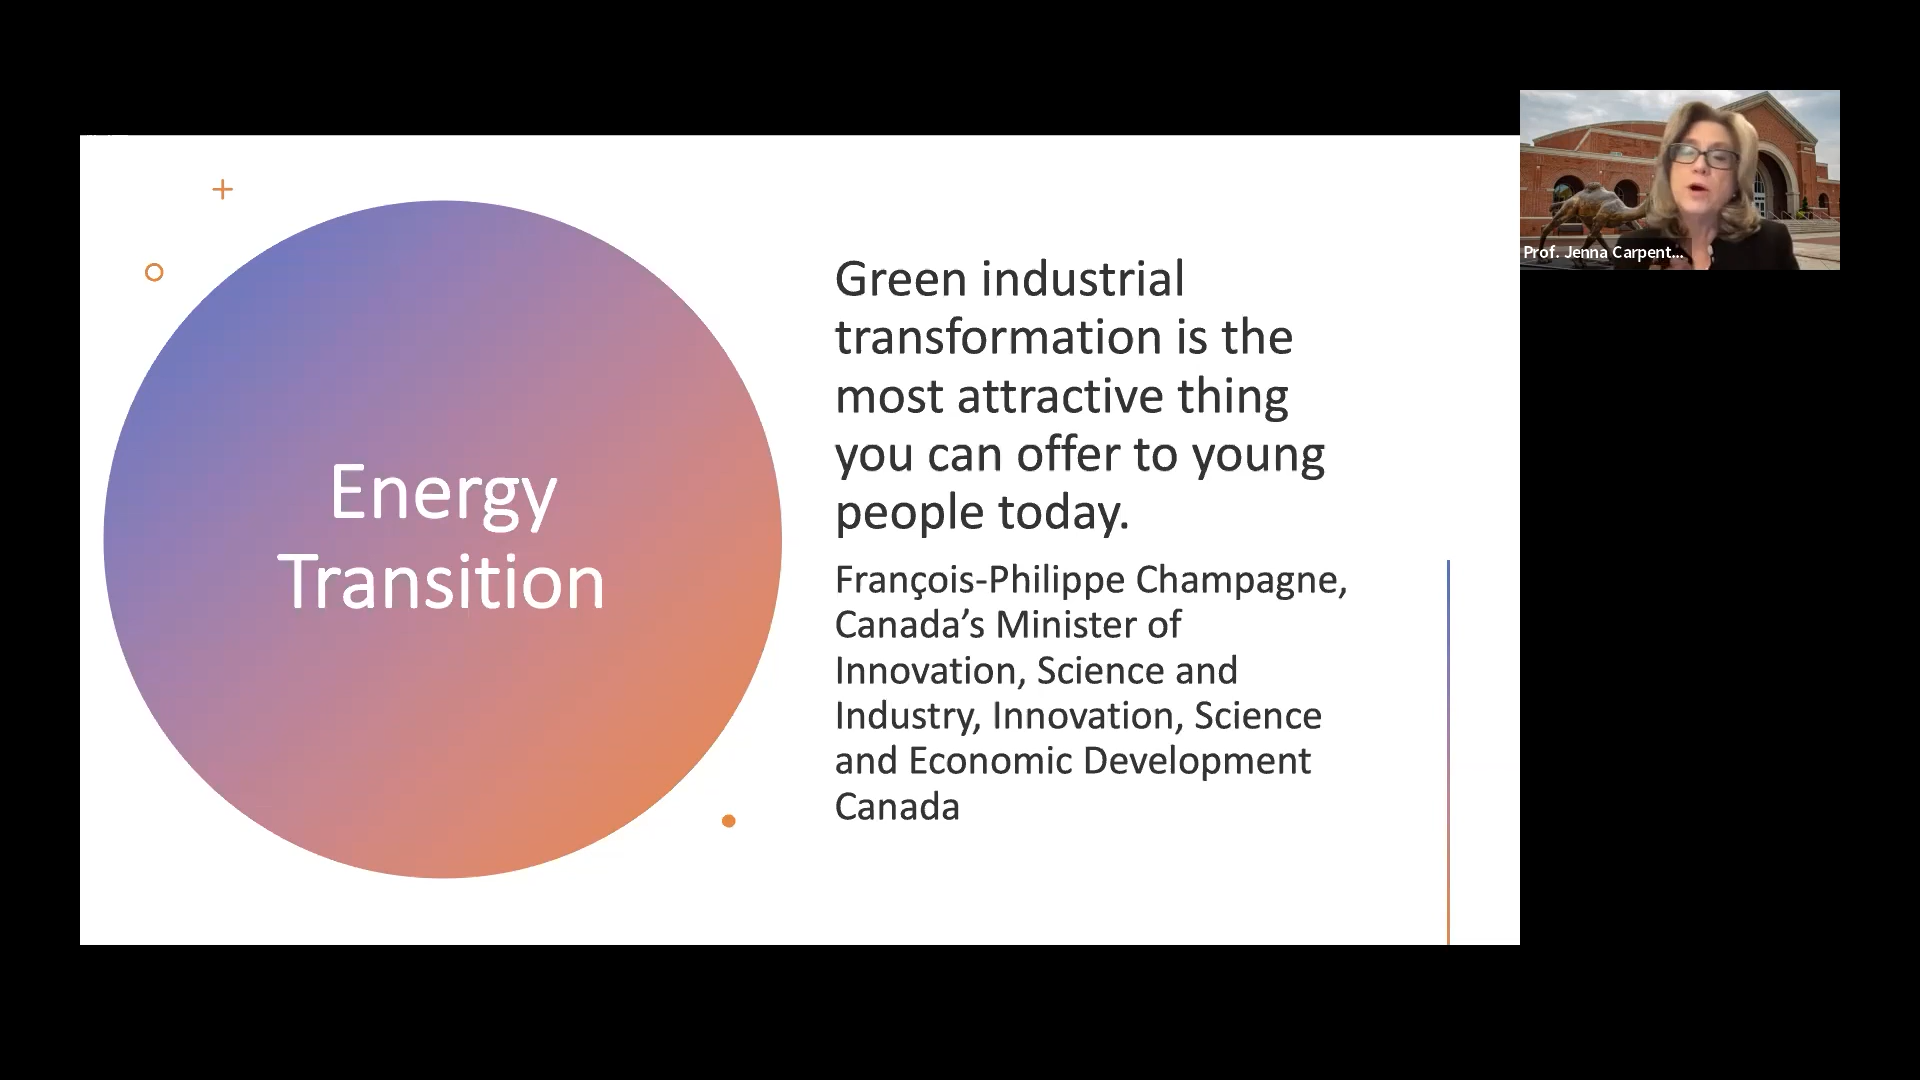 Energy
Transition
Green industrial
transformation is the
most attractive thing
you can offer to young
people today.
François-Philippe Champagne,
Canada’s Minister of
Innovation, Science and
Industry, Innovation, Science
and Economic Development
Canada
Prof. Jenna Carpent...